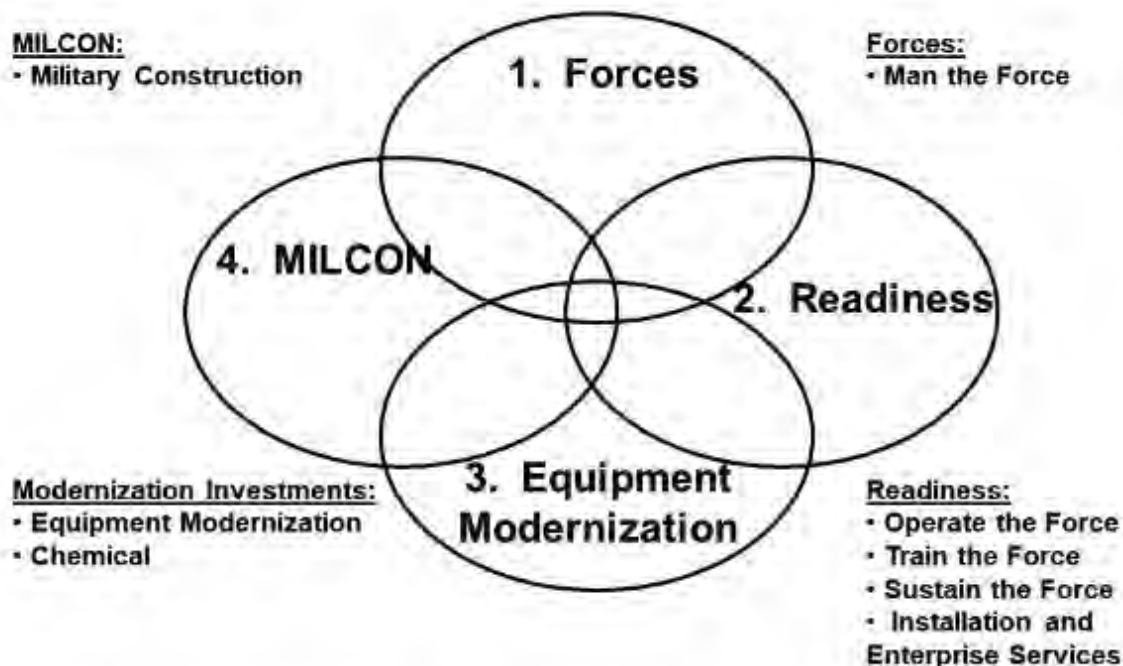 MILCON:
• Military Construction
1. Forces
Forces:
• Man the Force
4. MILCON
2. Readiness
3. Equipment
Modernization
Modernization Investments:
• Equipment Modernization
• Chemical
Readiness:
• Operate the Force
• Train the Force
• Sustain the Force
• Installation and
Enterprise Services